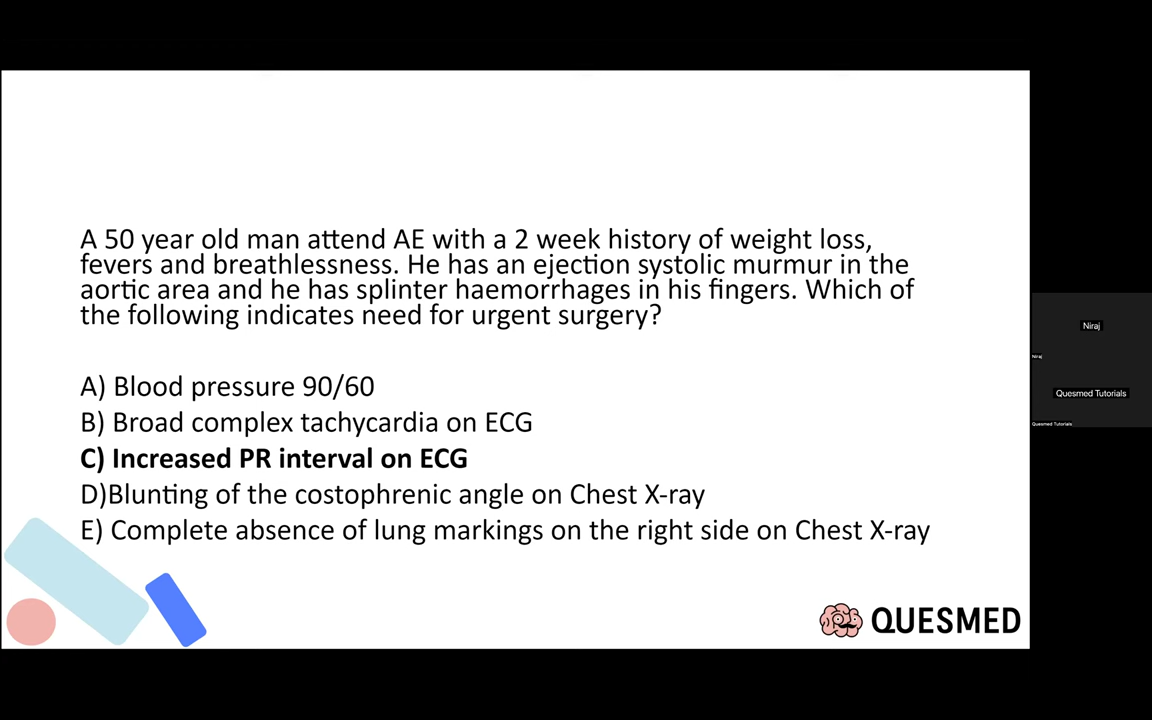 A 50 year old man attend AE with a 2 week history of weight loss,
fevers and breathlessness. He has an ejection systolic murmur in the
aortic area and he has splinter haemorrhages in his fingers. Which of
the following indicates need for urgent surgery?
A) Blood pressure 90/60
B) Broad complex tachycardia on ECG
C) Increased PR interval on ECG
D)Blunting of the costophrenic angle on Chest X-ray
E) Complete absence of lung markings on the right side on Chest X-ray
QUESMED
Niraj
Niraj
Quesmed Tutorials
Quesmed Tutorials